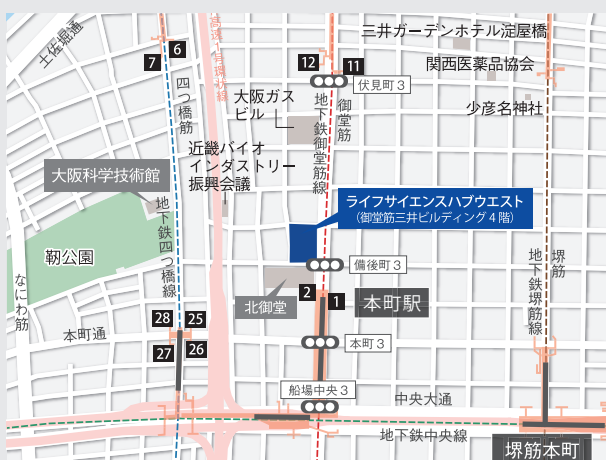 土佐堀通
6
7
四つ橋筋
高速1号環状線
12
11
伏見町3
三井ガーデンホテル淀屋橋
関西医薬品協会
少彦名神社
大阪ガス
ビル
地下鉄御堂筋線
御堂筋
近畿バイオ
インダストリー
振興会議
大阪科学技術館
ライフサイエンスハブウエスト
(御堂筋三井ビルディング4階)
地下鉄四つ橋線
靭公園
なにわ筋
備後町3
北御堂
2
1
本町駅
地下鉄堺筋線
堺筋
28
25
27
26
本町通
本町3
船場中央3
中央大通
地下鉄中央線
堺筋本町